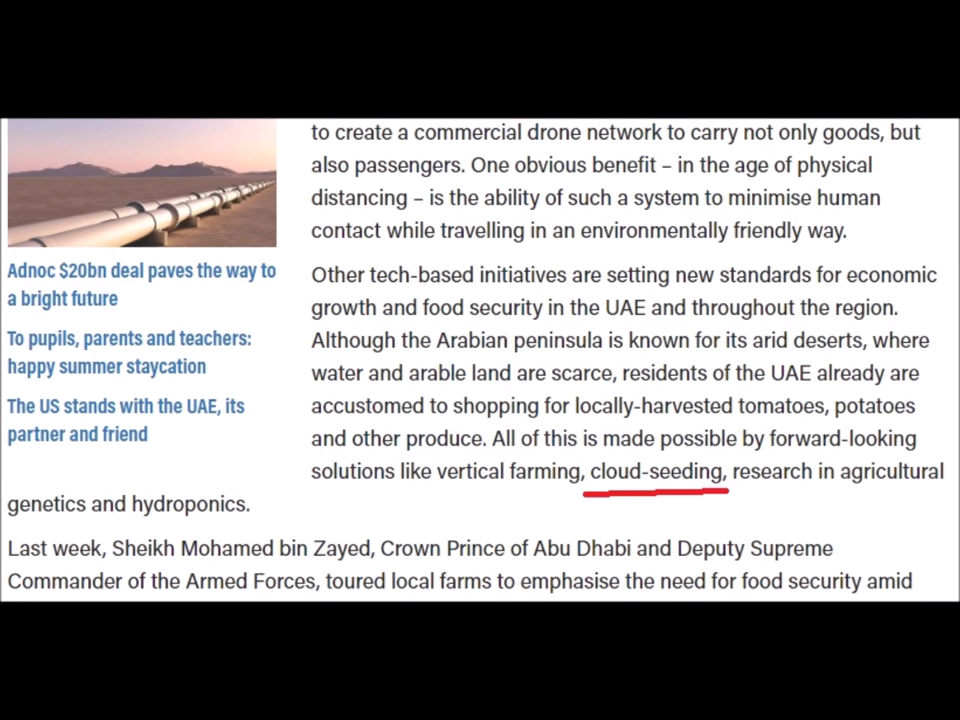 to create a commercial drone network to carry not only goods, but
also passengers. One obvious benefit – in the age of physical
distancing – is the ability of such a system to minimise human
contact while travelling in an environmentally friendly way.
Adnoc $20bn deal paves the way to
a bright future
To pupils, parents and teachers:
happy summer staycation
The US stands with the UAE, its
partner and friend
Other tech-based initiatives are setting new standards for economic
growth and food security in the UAE and throughout the region.
Although the Arabian peninsula is known for its arid deserts, where
water and arable land are scarce, residents of the UAE already are
accustomed to shopping for locally-harvested tomatoes, potatoes
and other produce. All of this is made possible by forward-looking
solutions like vertical farming, cloud-seeding, research in agricultural
genetics and hydroponics.
Last week, Sheikh Mohamed bin Zayed, Crown Prince of Abu Dhabi and Deputy Supreme
Commander of the Armed Forces, toured local farms to emphasise the need for food security amid